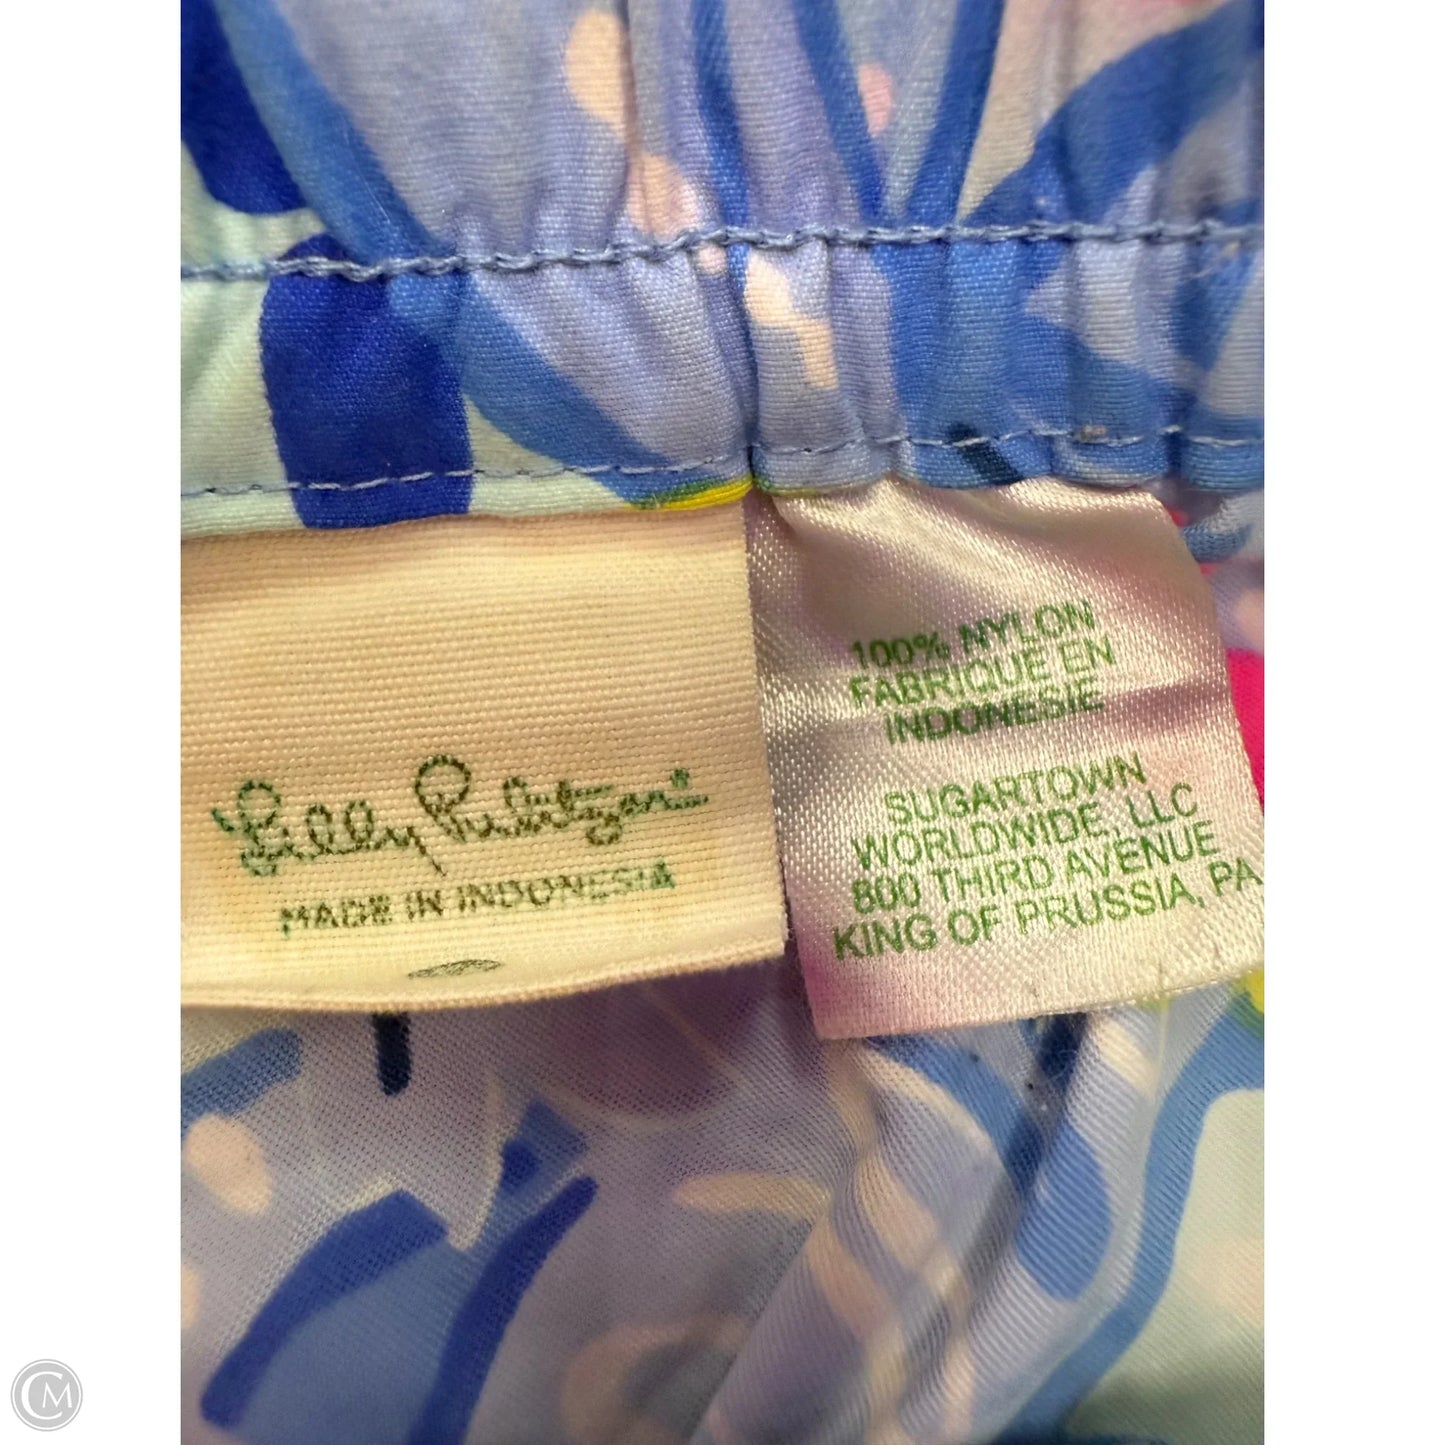 Lilly Pulitzer®
MADE IN INDONESIA
100% NYLON
FABRIQUE EN
INDONESIE
SUGARTOWN
WORLDWIDE, LLC
800 THIRD AVENUE
KING OF PRUSSIA, PA
CM